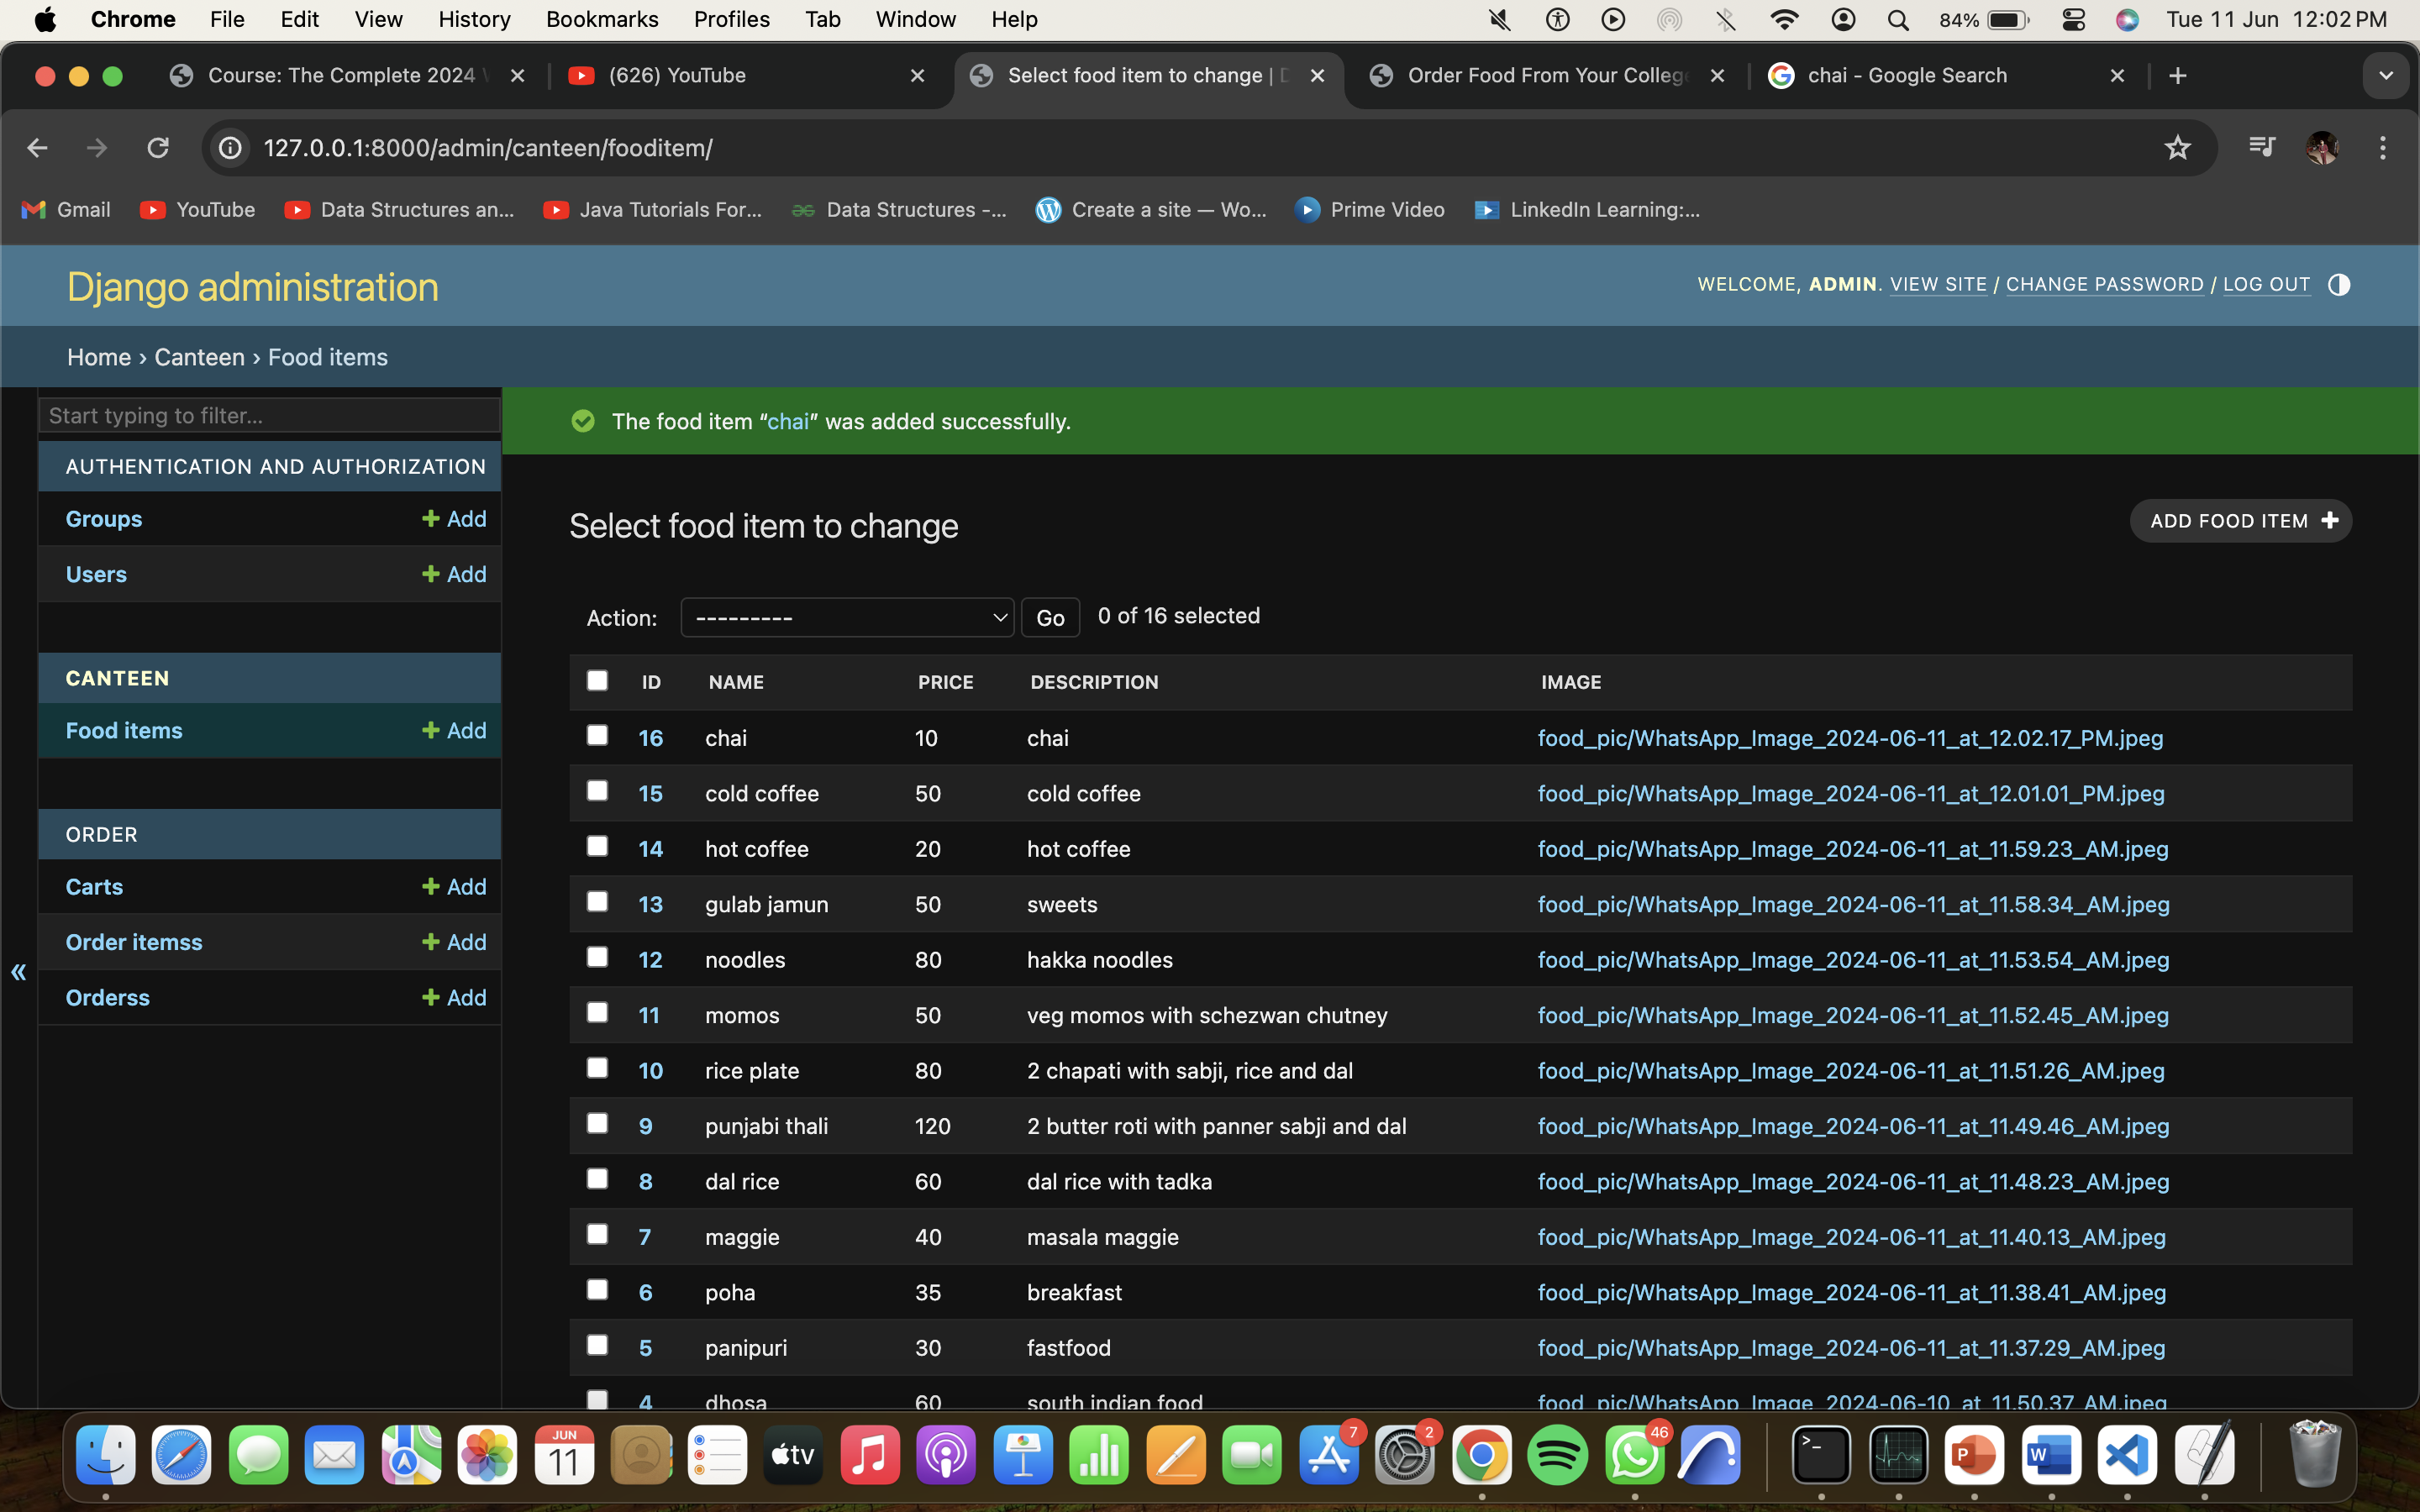 Chrome File Edit View History Bookmarks Profiles Tab Window Help 84% Tue 11 Jun 12:02 PM
Course: The Complete 2024 (626) YouTube Select food item to change | Order Food From Your Colleg chai - Google Search
127.0.0.1:8000/admin/canteen/fooditem/
Gmail YouTube Data Structures an... Java Tutorials For... Data Structures -... Create a site — Wo... Prime Video LinkedIn Learning:...
Django administration
WELCOME, ADMIN. VIEW SITE / CHANGE PASSWORD / LOG OUT
Home › Canteen › Food items
Start typing to filter...
AUTHENTICATION AND AUTHORIZATION
Groups + Add
Users + Add
CANTEEN
Food items + Add
ORDER
Carts + Add
Order itemss + Add
Orderss + Add
«
The food item “chai” was added successfully.
Select food item to change
ADD FOOD ITEM +
Action: --------- Go 0 of 16 selected
ID NAME PRICE DESCRIPTION IMAGE
16 chai 10 chai food_pic/WhatsApp_Image_2024-06-11_at_12.02.17_PM.jpeg
15 cold coffee 50 cold coffee food_pic/WhatsApp_Image_2024-06-11_at_12.01.01_PM.jpeg
14 hot coffee 20 hot coffee food_pic/WhatsApp_Image_2024-06-11_at_11.59.23_AM.jpeg
13 gulab jamun 50 sweets food_pic/WhatsApp_Image_2024-06-11_at_11.58.34_AM.jpeg
12 noodles 80 hakka noodles food_pic/WhatsApp_Image_2024-06-11_at_11.53.54_AM.jpeg
11 momos 50 veg momos with schezwan chutney food_pic/WhatsApp_Image_2024-06-11_at_11.52.45_AM.jpeg
10 rice plate 80 2 chapati with sabji, rice and dal food_pic/WhatsApp_Image_2024-06-11_at_11.51.26_AM.jpeg
9 punjabi thali 120 2 butter roti with panner sabji and dal food_pic/WhatsApp_Image_2024-06-11_at_11.49.46_AM.jpeg
8 dal rice 60 dal rice with tadka food_pic/WhatsApp_Image_2024-06-11_at_11.48.23_AM.jpeg
7 maggie 40 masala maggie food_pic/WhatsApp_Image_2024-06-11_at_11.40.13_AM.jpeg
6 poha 35 breakfast food_pic/WhatsApp_Image_2024-06-11_at_11.38.41_AM.jpeg
5 panipuri 30 fastfood food_pic/WhatsApp_Image_2024-06-11_at_11.37.29_AM.jpeg
4 dhosa 60 south indian food food_pic/WhatsApp_Image_2024-06-10_at_11.50.37_AM.jpeg
JUN
11
tv
7
2
46
>_
P
W